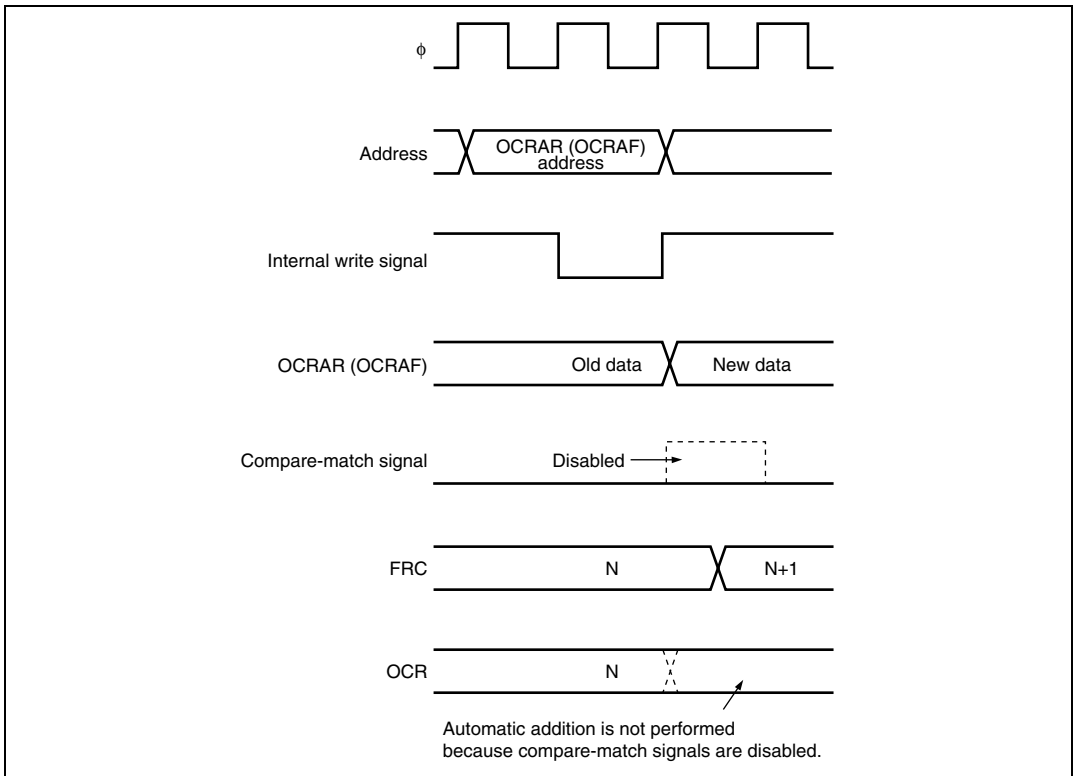 ϕ
Address
OCRAR (OCRAF)
address
Internal write signal
OCRAR (OCRAF)
Old data
New data
Compare-match signal
Disabled
FRC
N
N+1
OCR
N
Automatic addition is not performed
because compare-match signals are disabled.